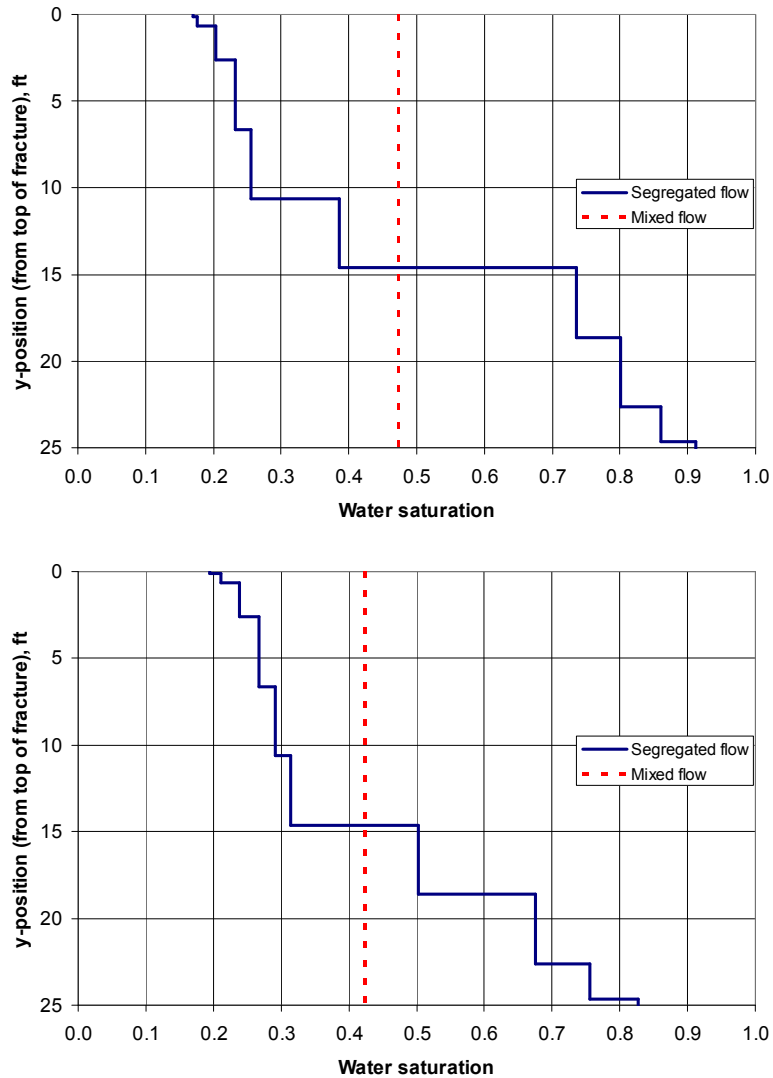 0
5
10
15
20
25
y-position (from top of fracture), ft
Segregated flow
Mixed flow
0.0 0.1 0.2 0.3 0.4 0.5 0.6 0.7 0.8 0.9 1.0
Water saturation
0
5
10
15
20
25
y-position (from top of fracture), ft
Segregated flow
Mixed flow
0.0 0.1 0.2 0.3 0.4 0.5 0.6 0.7 0.8 0.9 1.0
Water saturation